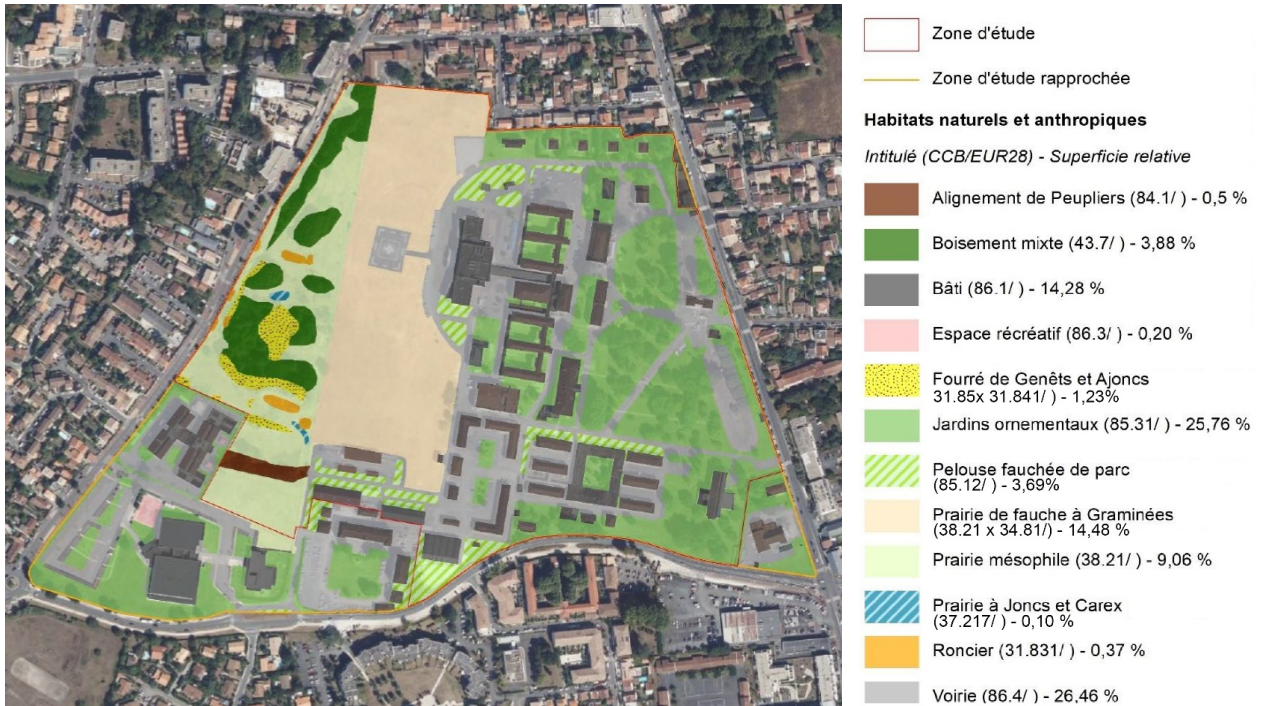 Zone d'étude
Zone d'étude rapprochée
Habitats naturels et anthropiques
Intitulé (CCB/EUR28) - Superficie relative
Alignement de Peupliers (84.1/ ) - 0,5 %
Boisement mixte (43.7/ ) - 3,88 %
Bâti (86.1/ ) - 14,28 %
Espace récréatif (86.3/ ) - 0,20 %
Fourré de Genêts et Ajoncs
31.85x 31.841/ ) - 1,23%
Jardins ornementaux (85.31/ ) - 25,76 %
Pelouse fauchée de parc
(85.12/ ) - 3,69%
Prairie de fauche à Graminées
(38.21 x 34.81/) - 14,48 %
Prairie mésophile (38.21/ ) - 9,06 %
Prairie à Joncs et Carex
(37.217/ ) - 0,10 %
Roncier (31.831/ ) - 0,37 %
Voirie (86.4/ ) - 26,46 %